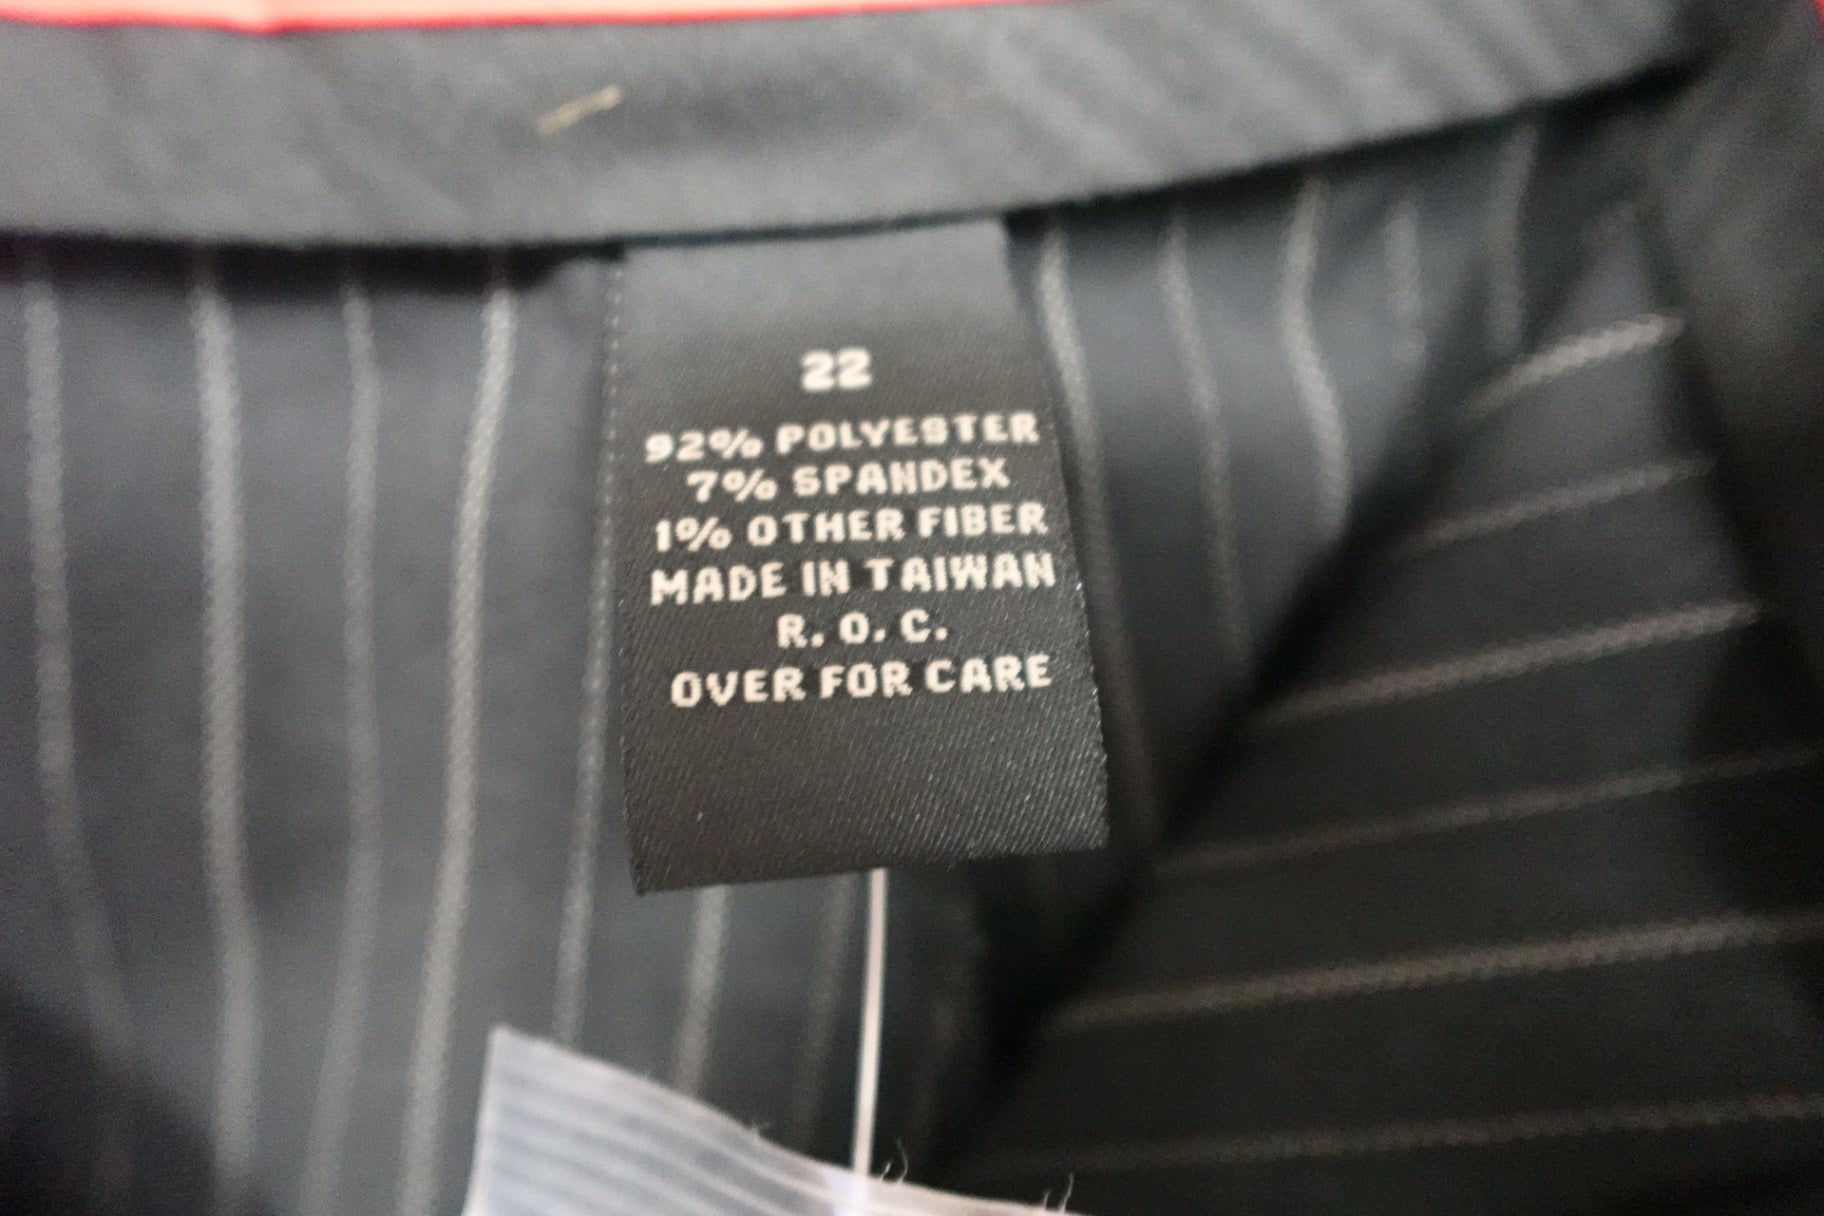 22
92% POLYESTER
7% SPANDEX
1% OTHER FIBER
MADE IN TAIWAN
R. O. C.
OVER FOR CARE